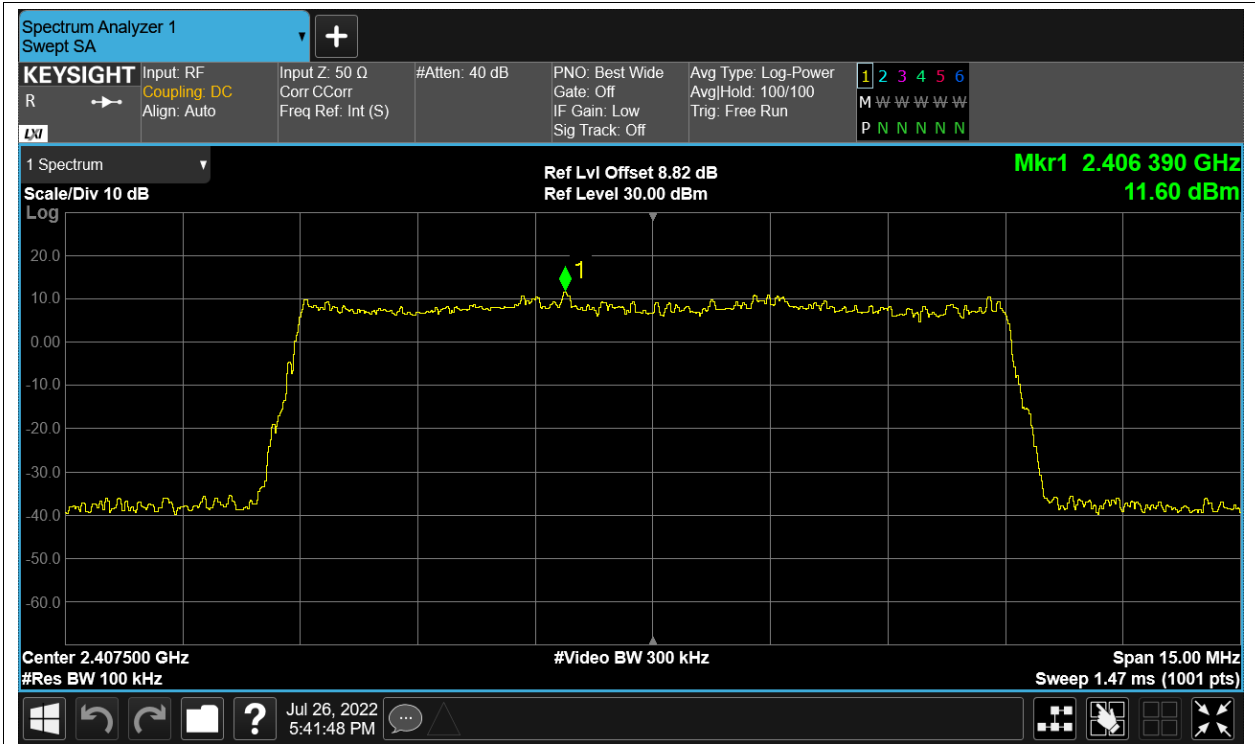 Spectrum Analyzer 1
Swept SA
KEYSIGHT
R
LXI
Input: RF
Coupling: DC
Align: Auto
Input Z: 50 Ω
Corr CCorr
Freq Ref: Int (S)
#Atten: 40 dB
PNO: Best Wide
Gate: Off
IF Gain: Low
Sig Track: Off
Avg Type: Log-Power
Avg|Hold: 100/100
Trig: Free Run
1 2 3 4 5 6
M W W W W W
P N N N N N
1 Spectrum
Scale/Div 10 dB
Log
Ref Lvl Offset 8.82 dB
Ref Level 30.00 dBm
Mkr1 2.406 390 GHz
11.60 dBm
1
20.0
10.0
0.00
-10.0
-20.0
-30.0
-40.0
-50.0
-60.0
Center 2.407500 GHz
#Res BW 100 kHz
#Video BW 300 kHz
Span 15.00 MHz
Sweep 1.47 ms (1001 pts)
?
Jul 26, 2022
5:41:48 PM